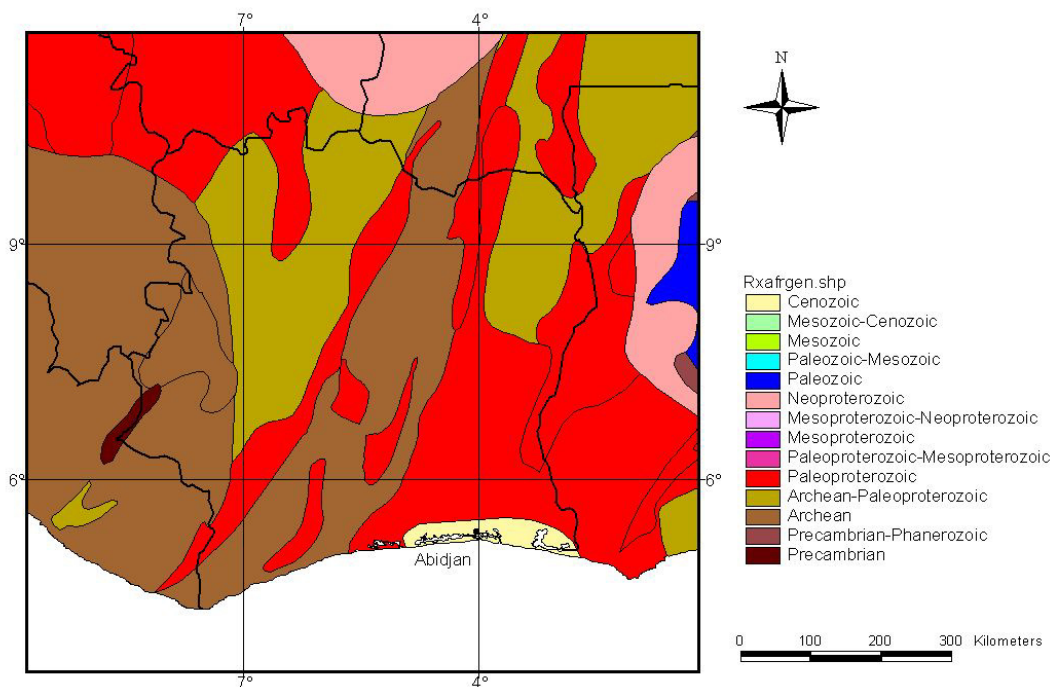 7°
4°
N
9°
9°
6°
6°
Abidjan
7°
4°
Rxafrgen.shp
Cenozoic
Mesozoic-Cenozoic
Mesozoic
Paleozoic-Mesozoic
Paleozoic
Neoproterozoic
Mesoproterozoic-Neoproterozoic
Mesoproterozoic
Paleoproterozoic-Mesoproterozoic
Paleoproterozoic
Archean-Paleoproterozoic
Archean
Precambrian-Phanerozoic
Precambrian
0 100 200 300 Kilometers